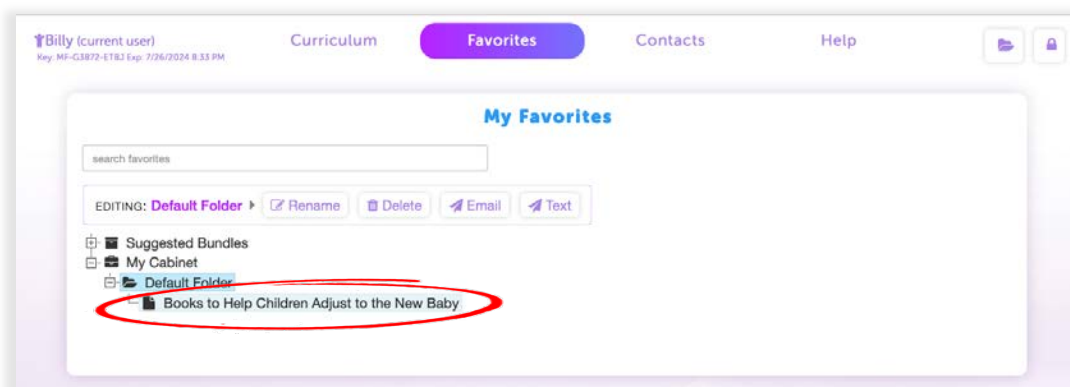 Billy (current user)
Key: MF-G3872-ETBJ Exp: 7/26/2024 8:33 PM
Curriculum
Favorites
Contacts
Help
My Favorites
search favorites
EDITING: Default Folder
Rename
Delete
Email
Text
Suggested Bundles
My Cabinet
Default Folder
Books to Help Children Adjust to the New Baby